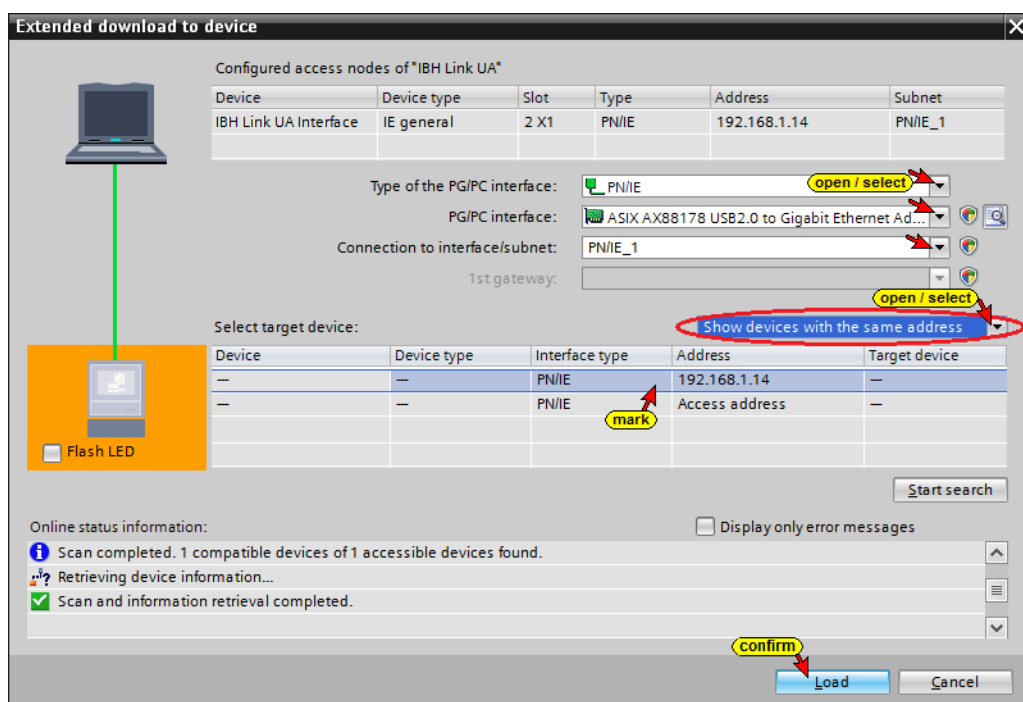 Extended download to device
Configured access nodes of "IBH Link UA"
Device Device type Slot Type Address Subnet
IBH Link UA Interface IE general 2 X1 PN/IE 192.168.1.14 PN/IE_1
Type of the PG/PC interface: PN/IE open / select
PG/PC interface: ASIX AX88178 USB2.0 to Gigabit Ethernet Ad...
Connection to interface/subnet: PN/IE_1
1st gateway:
open / select
Select target device: Show devices with the same address
Device Device type Interface type Address Target device
— — PN/IE 192.168.1.14 —
— — PN/IE Access address —
mark
Flash LED
Start search
Online status information: Display only error messages
Scan completed. 1 compatible devices of 1 accessible devices found.
Retrieving device information...
Scan and information retrieval completed.
confirm
Load Cancel